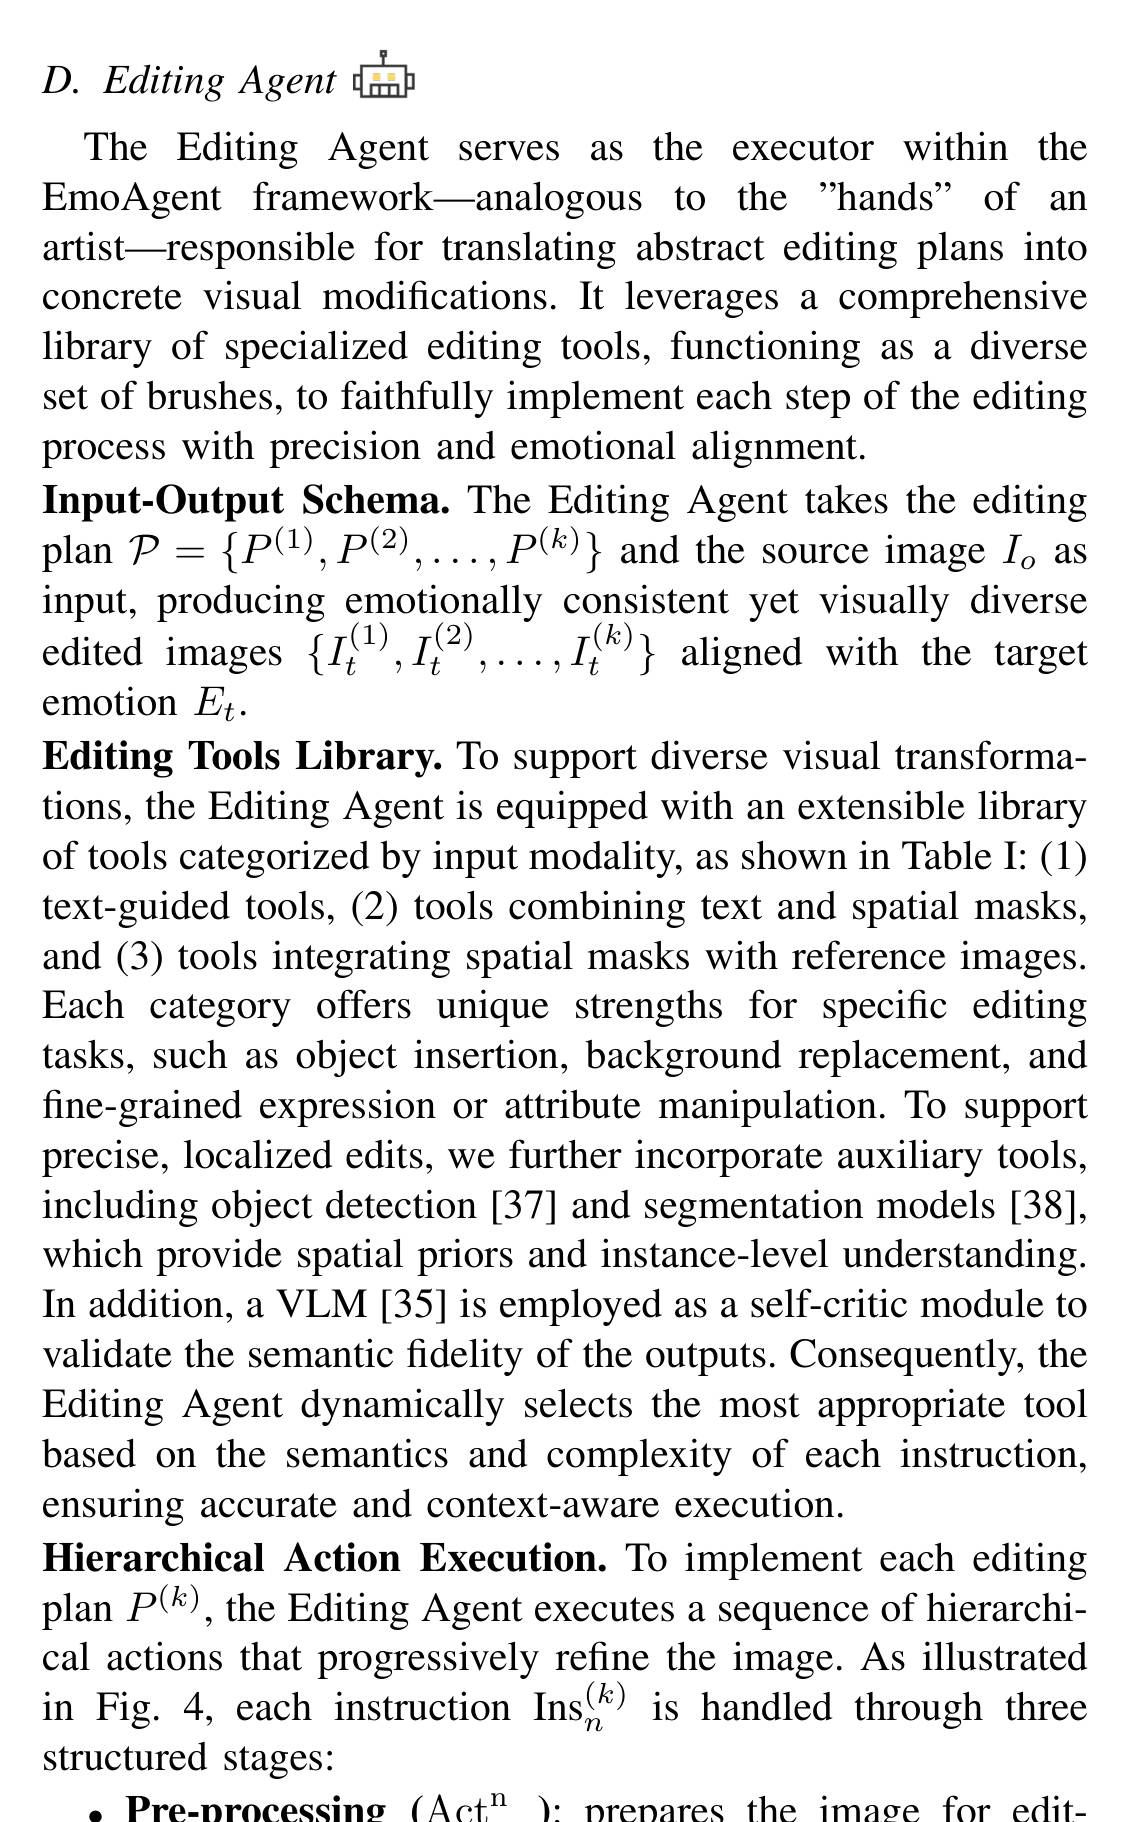 D. Editing Agent
The Editing Agent serves as the executor within the
EmoAgent framework—analogous to the ”hands” of an
artist—responsible for translating abstract editing plans into
concrete visual modifications. It leverages a comprehensive
library of specialized editing tools, functioning as a diverse
set of brushes, to faithfully implement each step of the editing
process with precision and emotional alignment.
Input-Output Schema. The Editing Agent takes the editing
plan $\mathcal{P} = \{P^{(1)}, P^{(2)}, \ldots, P^{(k)}\}$ and the source image $I_o$ as
input, producing emotionally consistent yet visually diverse
edited images $\{I_t^{(1)}, I_t^{(2)}, \ldots, I_t^{(k)}\}$ aligned with the target
emotion $E_t$.
Editing Tools Library. To support diverse visual transforma-
tions, the Editing Agent is equipped with an extensible library
of tools categorized by input modality, as shown in Table I: (1)
text-guided tools, (2) tools combining text and spatial masks,
and (3) tools integrating spatial masks with reference images.
Each category offers unique strengths for specific editing
tasks, such as object insertion, background replacement, and
fine-grained expression or attribute manipulation. To support
precise, localized edits, we further incorporate auxiliary tools,
including object detection [37] and segmentation models [38],
which provide spatial priors and instance-level understanding.
In addition, a VLM [35] is employed as a self-critic module to
validate the semantic fidelity of the outputs. Consequently, the
Editing Agent dynamically selects the most appropriate tool
based on the semantics and complexity of each instruction,
ensuring accurate and context-aware execution.
Hierarchical Action Execution. To implement each editing
plan $P^{(k)}$, the Editing Agent executes a sequence of hierarchi-
cal actions that progressively refine the image. As illustrated
in Fig. 4, each instruction $\mathrm{Ins}_n^{(k)}$ is handled through three
structured stages:
• Pre-processing ($\mathrm{Act}^{\mathrm{n}}$ ): prepares the image for edit-